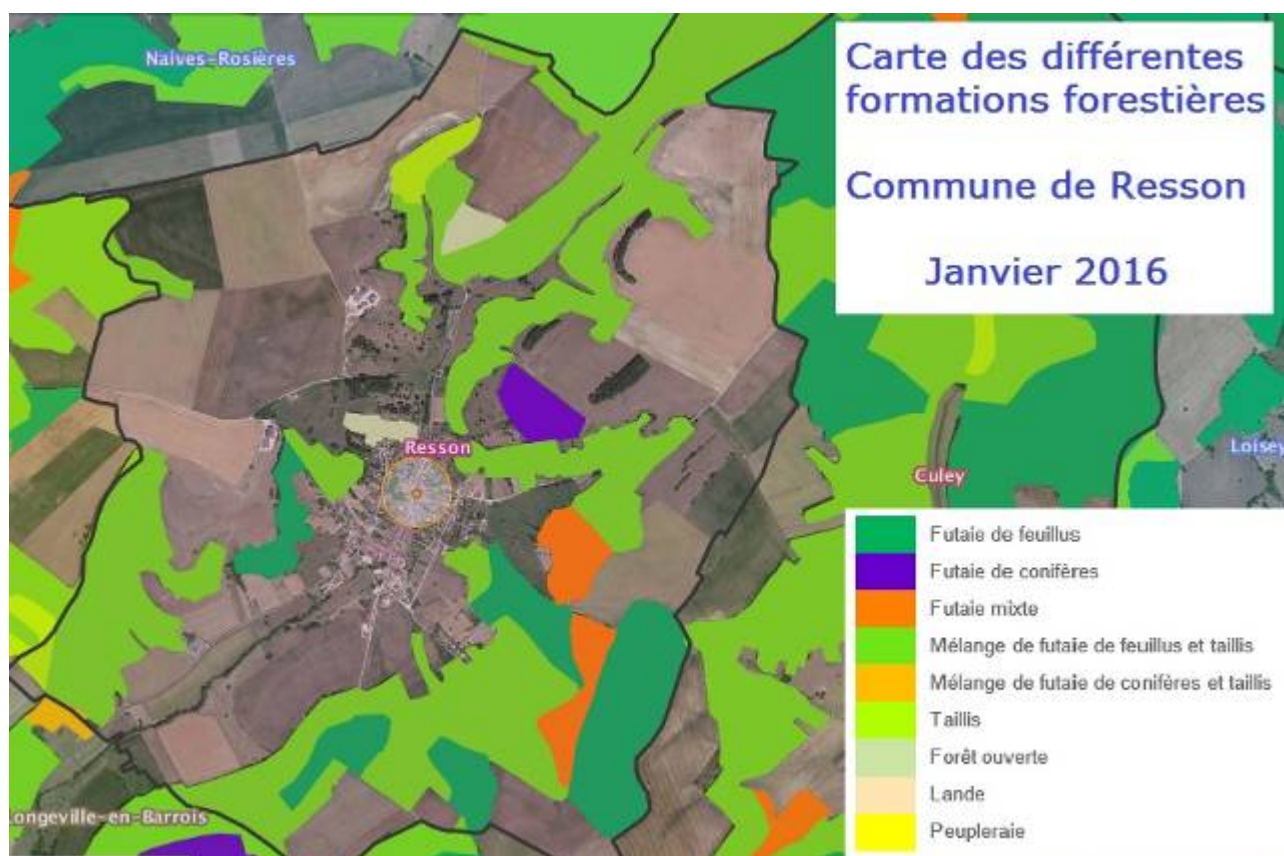 Naives-Rosières
Carte des différentes
formations forestières
Commune de Resson
Janvier 2016
Resson
Culey
Loisey
Futaie de feuillus
Futaie de conifères
Futaie mixte
Mélange de futaie de feuillus et taillis
Mélange de futaie de conifères et taillis
Taillis
Forêt ouverte
Lande
Peupleraie
ongeville-en-Barrois